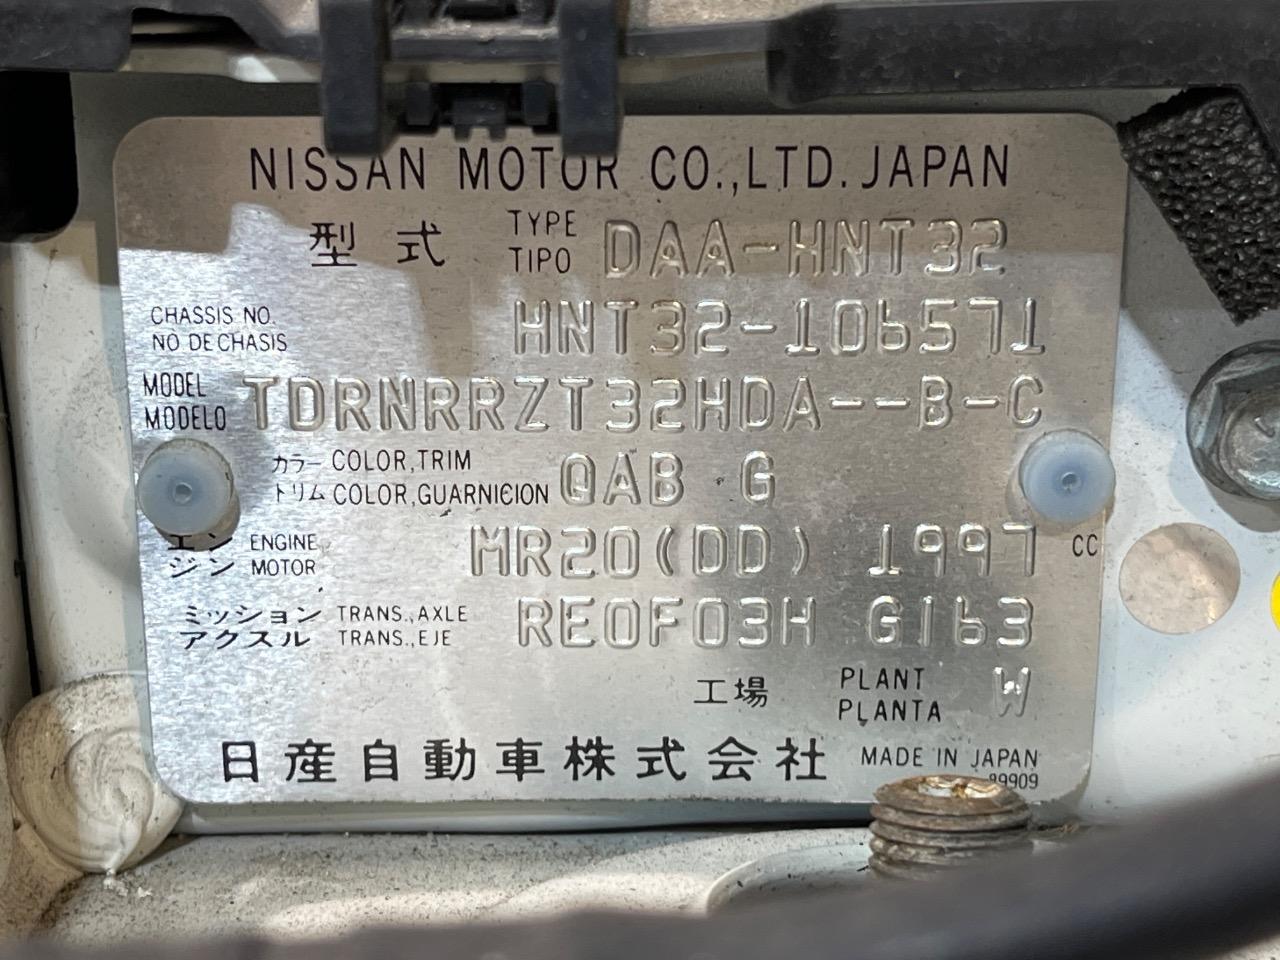 NISSAN MOTOR CO.,LTD. JAPAN
型式 TYPE TIPO DAA-HNT32
CHASSIS NO. NO DE CHASIS HNT32-106571
MODEL MODELO TDRNRRZT32HDA--B-C
カラー COLOR,TRIM
トリム COLOR,GUARNICION QAB G
エンジン ENGINE MOTOR MR20(DD) 1997 CC
ミッション TRANS.,AXLE
アクスル TRANS.,EJE RE0F03H G163
工場 PLANT PLANTA W
日産自動車株式会社 MADE IN JAPAN
89909